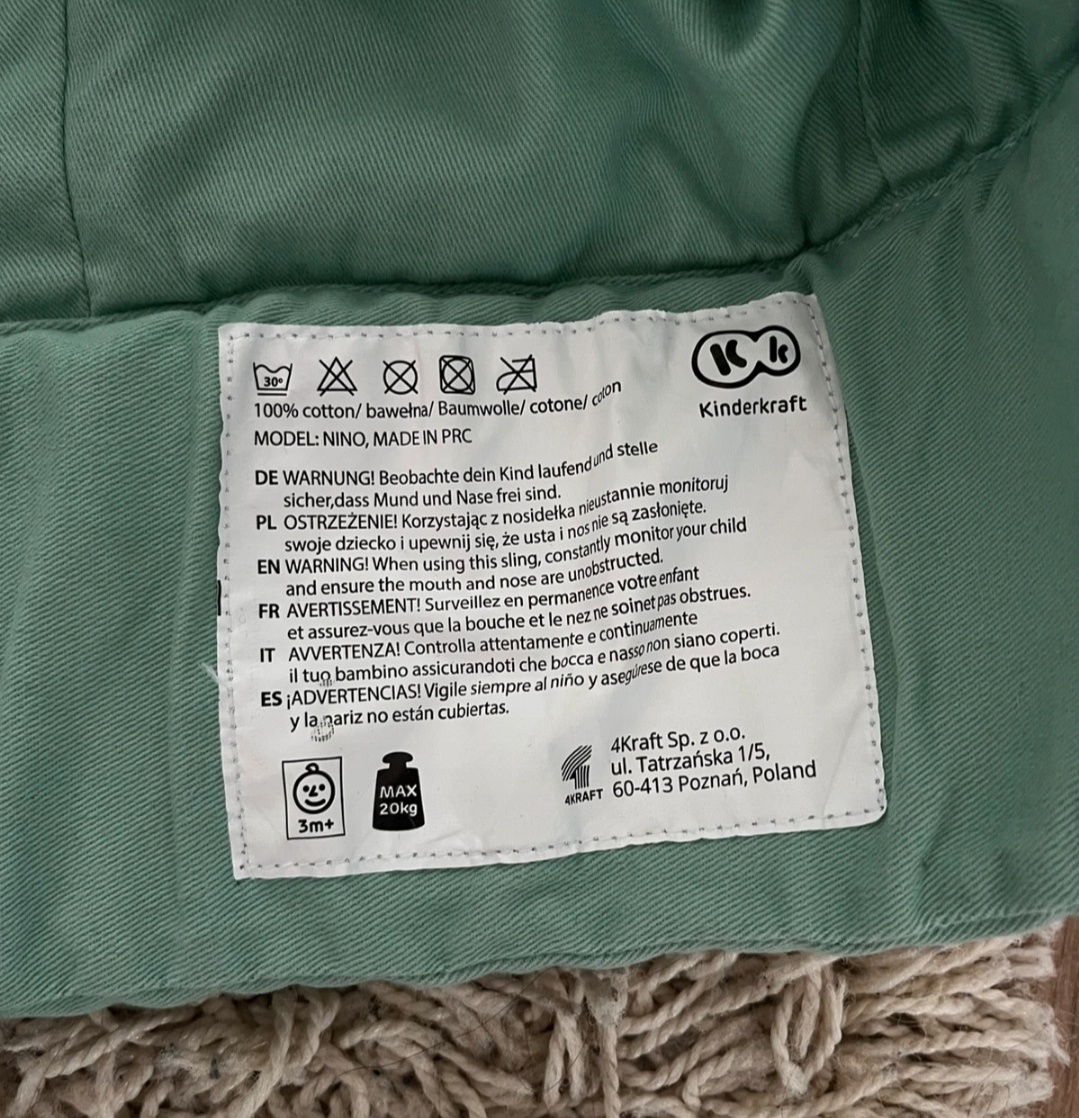 30°
100% cotton/ bawełna/ Baumwolle/ cotone/ coton
Kinderkraft
MODEL: NINO, MADE IN PRC
DE WARNUNG! Beobachte dein Kind laufend und stelle
sicher,dass Mund und Nase frei sind.
PL OSTRZEŻENIE! Korzystając z nosidełka nieustannie monitoruj
swoje dziecko i upewnij się, że usta i nos nie są zasłonięte.
EN WARNING! When using this sling, constantly monitor your child
and ensure the mouth and nose are unobstructed.
FR AVERTISSEMENT! Surveillez en permanence votre enfant
et assurez-vous que la bouche et le nez ne soinet pas obstrues.
IT AVVERTENZA! Controlla attentamente e continuamente
il tuo bambino assicurandoti che bocca e nasso non siano coperti.
ES ¡ADVERTENCIAS! Vigile siempre al niño y asegúrese de que la boca
y la nariz no están cubiertas.
3m+
MAX
20kg
4KRAFT
4Kraft Sp. z o.o.
ul. Tatrzańska 1/5,
60-413 Poznań, Poland